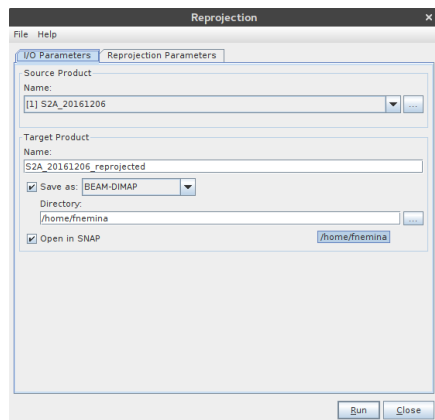 Reprojection ×
File Help
I/O Parameters Reprojection Parameters
Source Product
Name:
[1] S2A_20161206
...
Target Product
Name:
S2A_20161206_reprojected
Save as: BEAM-DIMAP
Directory:
/home/fnemina
...
Open in SNAP /home/fnemina
Run Close